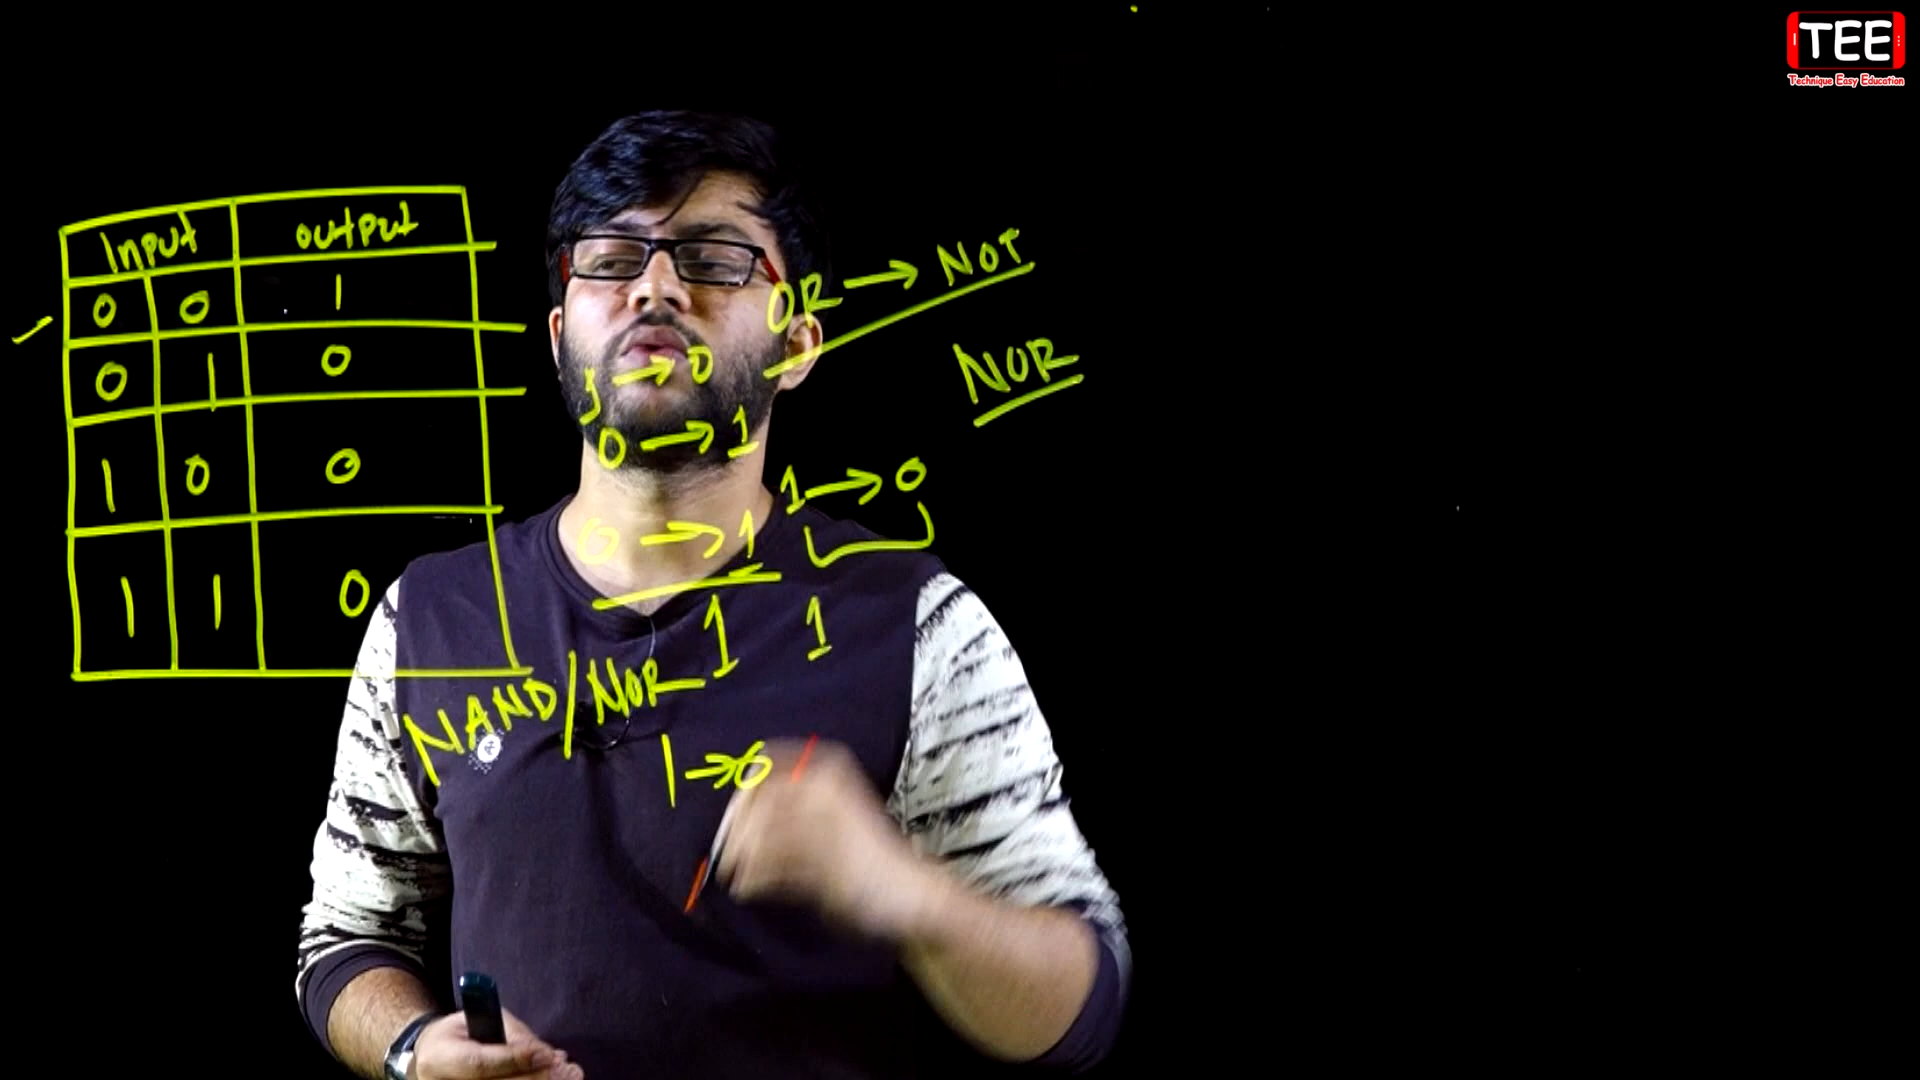 TEE
Technique Easy Education
Input output
0 0 1
0 1 0
1 0 0
1 1 0
OR → NOT
NOR
1 → 0
0 → 1
1 → 0
0 → 1
1 1
NAND/NOR
1 → 0